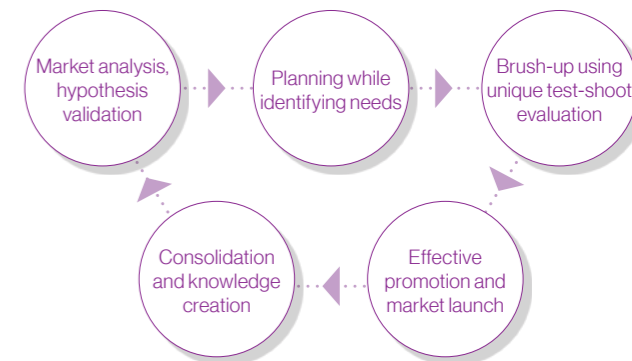 Market analysis,
hypothesis
validation
Planning while
identifying needs
Brush-up using
unique test-shoot
evaluation
Effective
promotion and
market launch
Consolidation
and knowledge
creation